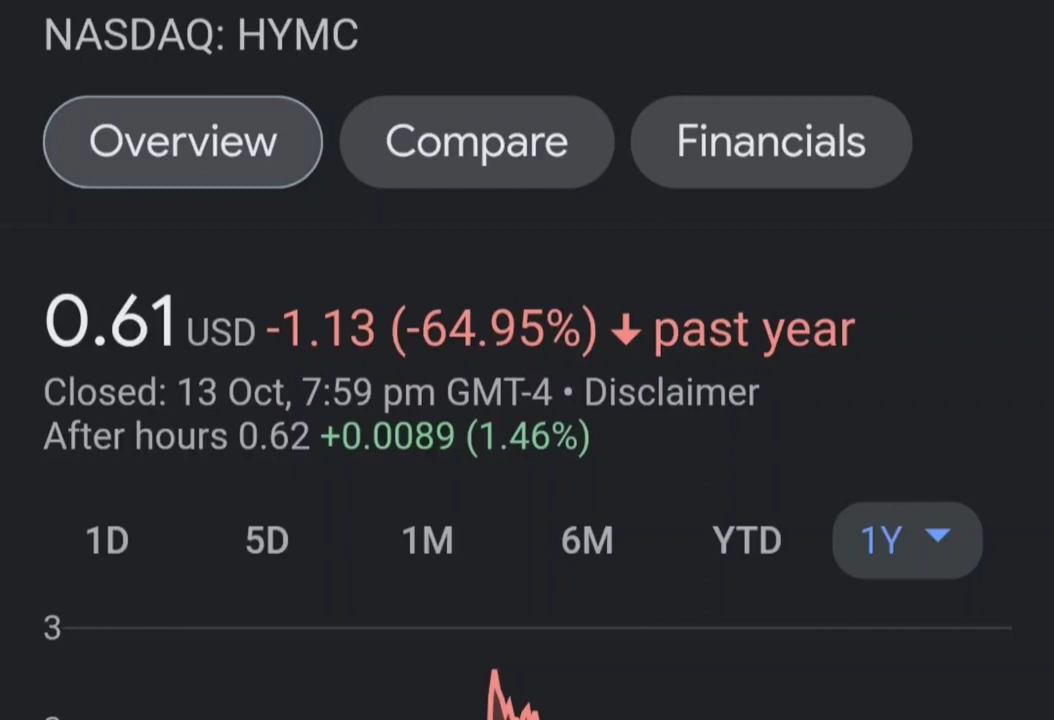 NASDAQ: HYMC
Overview Compare Financials
0.61 USD -1.13 (-64.95%) ↓ past year
Closed: 13 Oct, 7:59 pm GMT-4 • Disclaimer
After hours 0.62 +0.0089 (1.46%)
1D 5D 1M 6M YTD 1Y
3